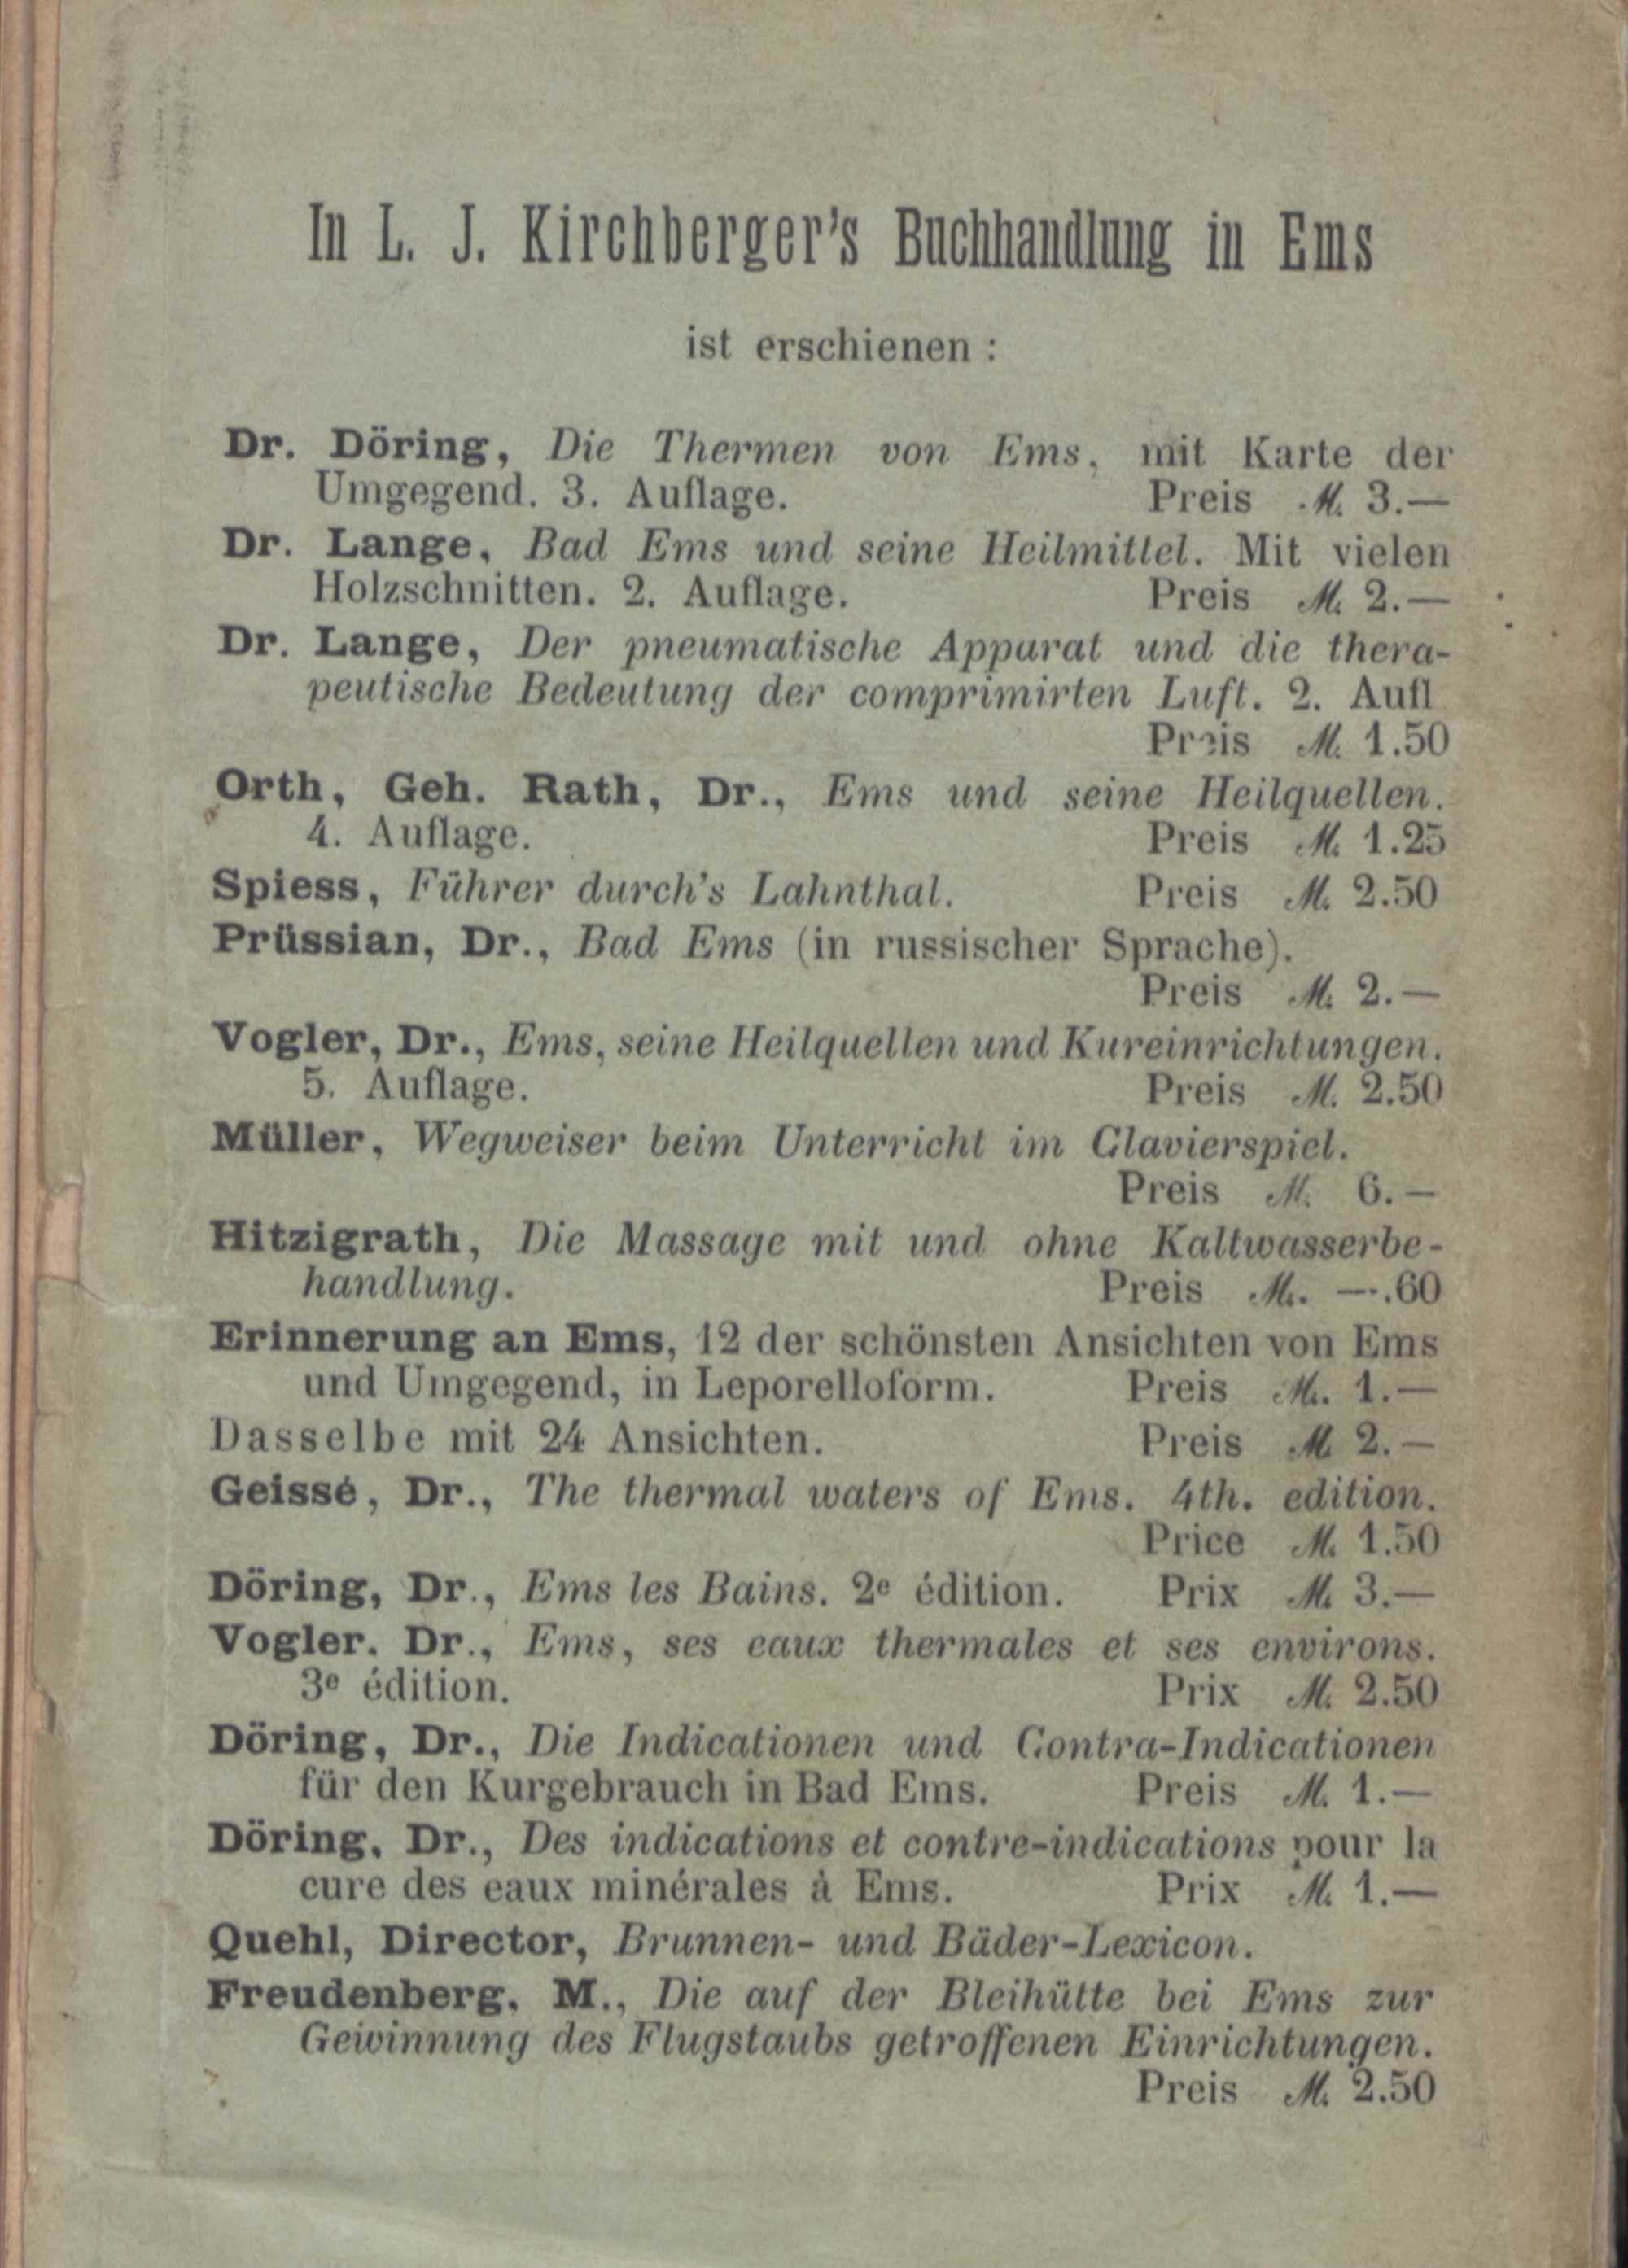 In L. J. Kirchberger's Buchhandlung in Ems
ist erschienen:
Dr. Döring, Die Thermen von Ems, mit Karte der
Umgegend. 3. Auflage. Preis M. 3.—
Dr. Lange, Bad Ems und seine Heilmittel. Mit vielen
Holzschnitten. 2. Auflage. Preis M. 2.—
Dr. Lange, Der pneumatische Apparat und die thera-
peutische Bedeutung der comprimirten Luft. 2. Aufl
Preis M. 1.50
Orth, Geh. Rath, Dr., Ems und seine Heilquellen.
4. Auflage. Preis M. 1.25
Spiess, Führer durch's Lahnthal. Preis M. 2.50
Prüssian, Dr., Bad Ems (in russischer Sprache).
Preis M. 2.—
Vogler, Dr., Ems, seine Heilquellen und Kureinrichtungen.
5. Auflage. Preis M. 2.50
Müller, Wegweiser beim Unterricht im Clavierspiel.
Preis M. 6.—
Hitzigrath, Die Massage mit und ohne Kaltwasserbe-
handlung. Preis M. —.60
Erinnerung an Ems, 12 der schönsten Ansichten von Ems
und Umgegend, in Leporelloform. Preis M. 1.—
Dasselbe mit 24 Ansichten. Preis M 2.—
Geissé, Dr., The thermal waters of Ems. 4th. edition.
Price M. 1.50
Döring, Dr., Ems les Bains. 2e édition. Prix M. 3.—
Vogler. Dr., Ems, ses eaux thermales et ses environs.
3e édition. Prix M. 2.50
Döring, Dr., Die Indicationen und Contra-Indicationen
für den Kurgebrauch in Bad Ems. Preis M. 1.—
Döring, Dr., Des indications et contre-indications pour la
cure des eaux minérales à Ems. Prix M. 1.—
Quehl, Director, Brunnen- und Bäder-Lexicon.
Freudenberg, M., Die auf der Bleihütte bei Ems zur
Gewinnung des Flugstaubs getroffenen Einrichtungen.
Preis M. 2.50